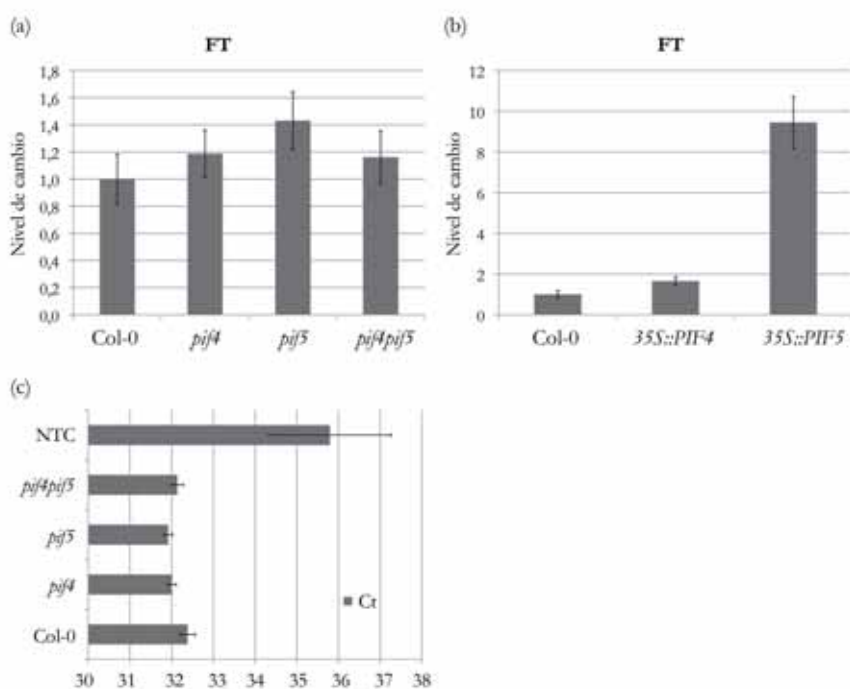 (a)
FT
Nivel de cambio
1,8
1,6
1,4
1,2
1,0
0,8
0,6
0,4
0,2
0,0
Col-0 pif4 pif5 pif4pif5
(b)
FT
Nivel de cambio
12
10
8
6
4
2
0
Col-0 35S::PIF4 35S::PIF5
(c)
NTC
pif4pif5
pif5
pif4
Col-0
Ct
30 31 32 33 34 35 36 37 38